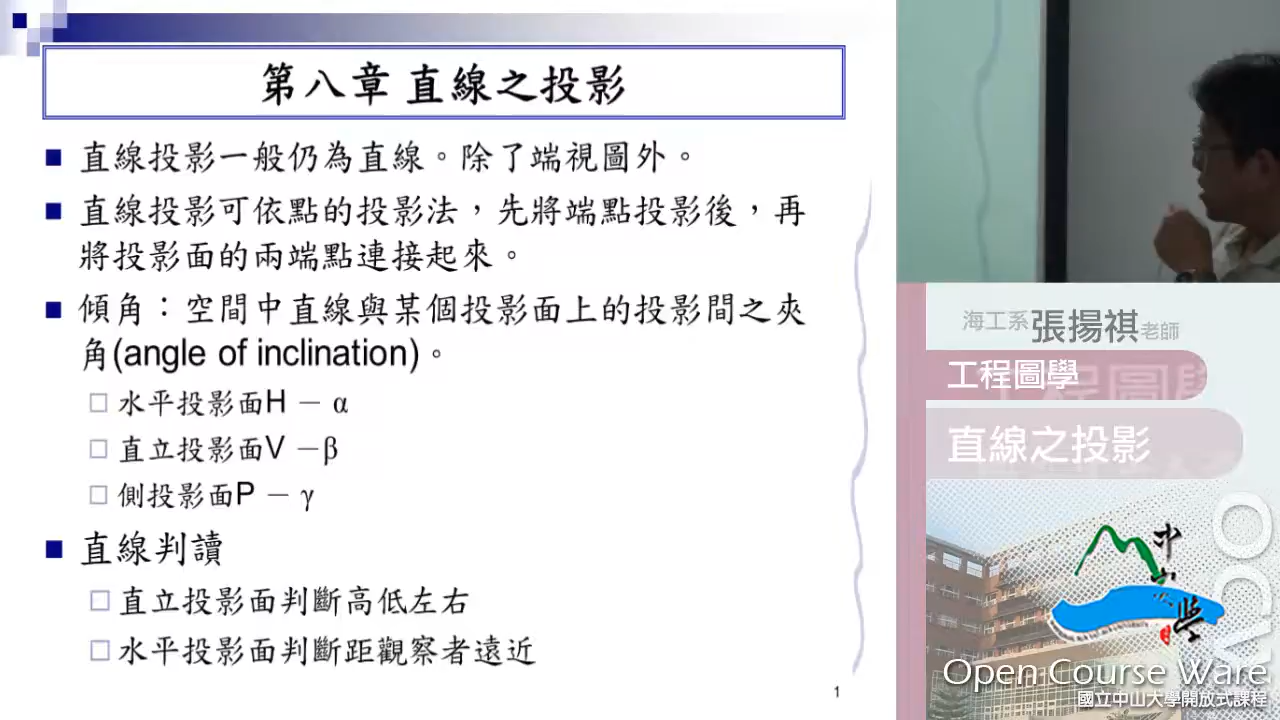 第八章 直線之投影
直線投影一般仍為直線。除了端視圖外。
直線投影可依點的投影法，先將端點投影後，再
將投影面的兩端點連接起來。
傾角：空間中直線與某個投影面上的投影間之夾
角(angle of inclination)。
水平投影面H － α
直立投影面V －β
側投影面P － γ
直線判讀
直立投影面判斷高低左右
水平投影面判斷距觀察者遠近
1
海工系張揚祺老師
工程圖學
直線之投影
中山大學
Open Course Ware
國立中山大學開放式課程